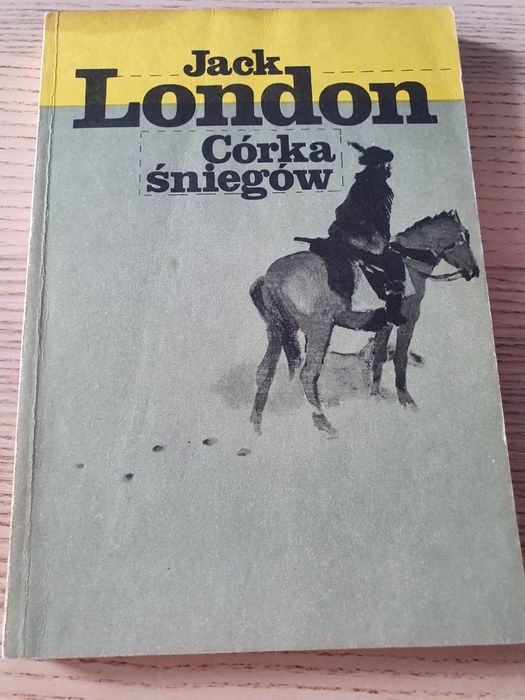 Jack
London
Córka
śniegów